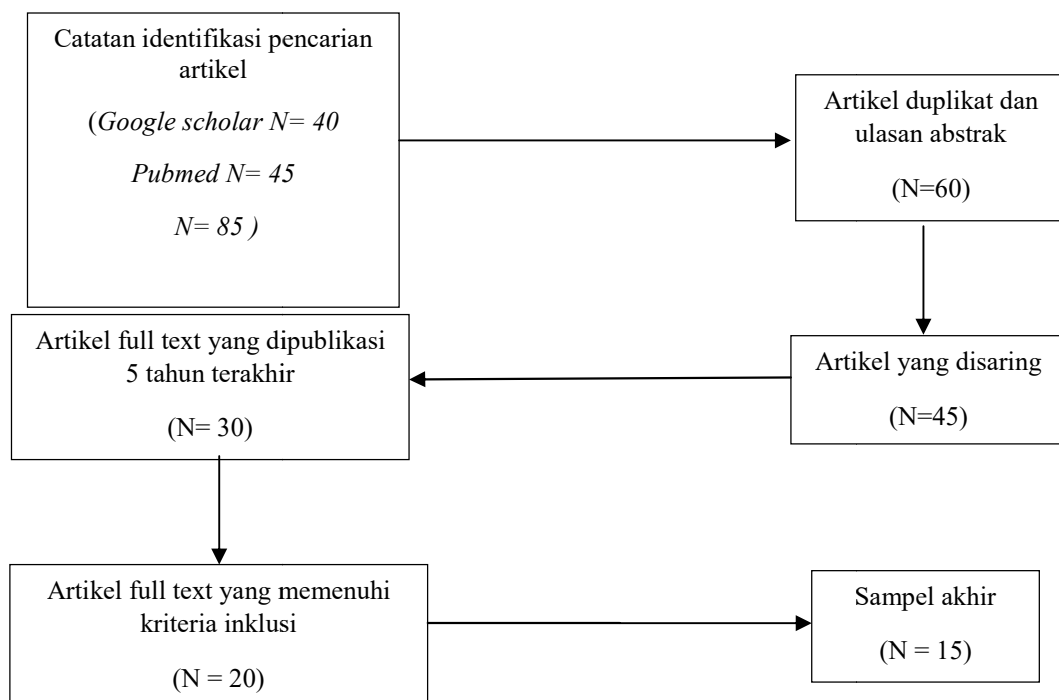 Catatan identifikasi pencarian
artikel
(Google scholar N= 40
Pubmed N= 45
N= 85 )
Artikel duplikat dan
ulasan abstrak
(N=60)
Artikel yang disaring
(N=45)
Artikel full text yang dipublikasi
5 tahun terakhir
(N= 30)
Artikel full text yang memenuhi
kriteria inklusi
(N = 20)
Sampel akhir
(N = 15)